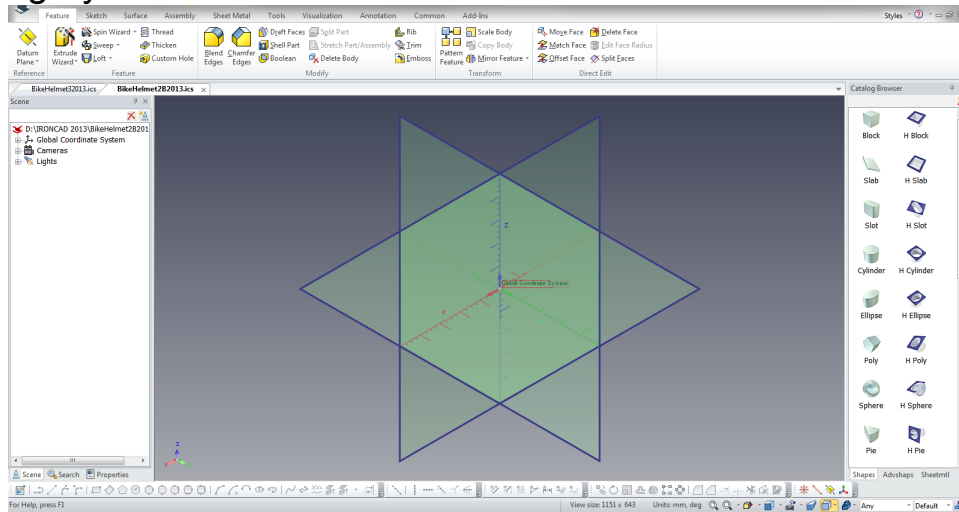 Feature Sketch Surface Assembly Sheet Metal Tools Visualization Annotation Common Add-Ins Styles
Spin Wizard Thread Draft Faces Split Part Rib Scale Body Move Face Delete Face
Datum Plane Extrude Wizard Sweep Thicken Blend Edges Chamfer Edges Shell Part Stretch Part/Assembly Trim Pattern Feature Copy Body Match Face Edit Face Radius
Loft Custom Hole Boolean Delete Body Emboss Mirror Feature Offset Face Split Faces
Reference Feature Modify Transform Direct Edit
BikeHelmet32013.ics BikeHelmet2B2013.ics Catalog Browser
Scene
D:\IRONCAD 2013\BikeHelmet2B201
Global Coordinate System
Cameras
Lights
Block H Block
Slab H Slab
Slot H Slot
Z
Cylinder H Cylinder
Global Coordinate System
Ellipse H Ellipse
Poly H Poly
Sphere H Sphere
Pie H Pie
Z
X
Scene Search Properties Shapes Advshaps Sheetmtl
For Help, press F1 View size: 1151 x 643 Units: mm, deg Any Default